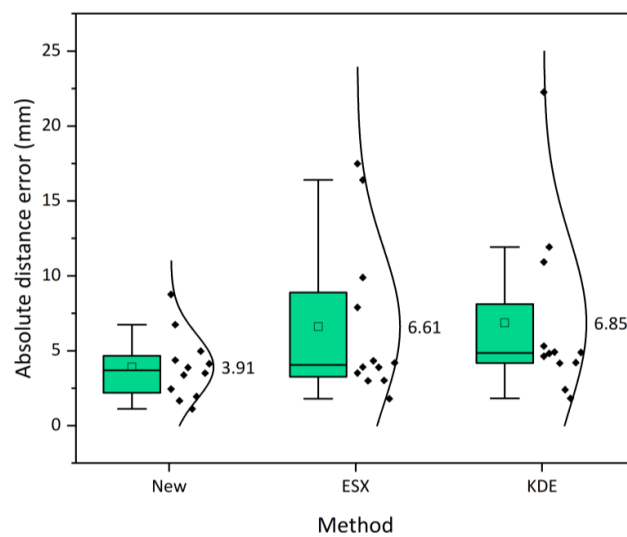 25
20
15
10
5
0
Absolute distance error (mm)
3.91
6.61
6.85
New
ESX
KDE
Method